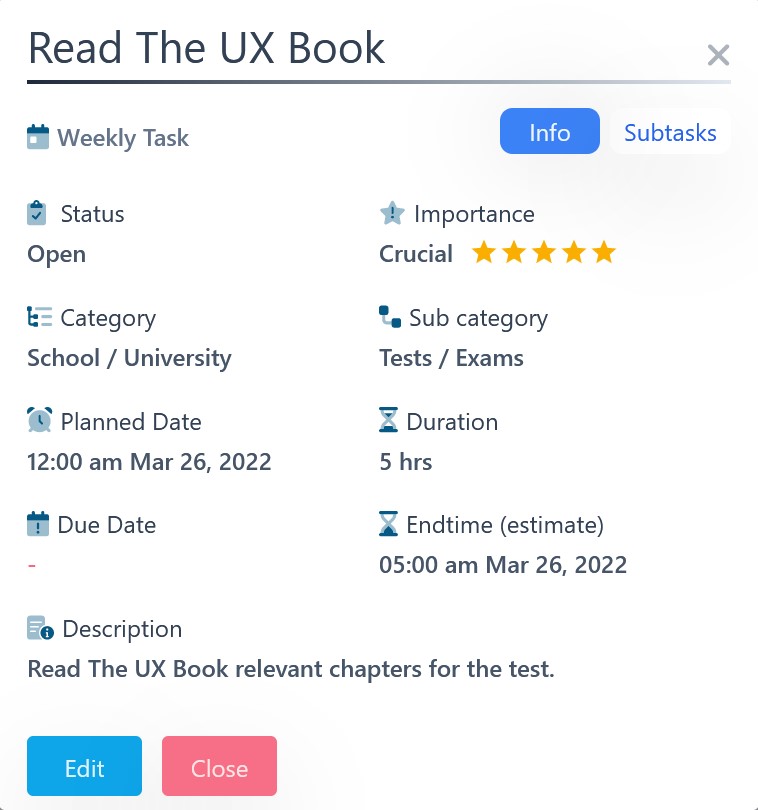 Read The UX Book
Weekly Task
Info
Subtasks
Status
Importance
Open
Crucial
Category
Sub category
School / University
Tests / Exams
Planned Date
Duration
12:00 am Mar 26, 2022
5 hrs
Due Date
Endtime (estimate)
-
05:00 am Mar 26, 2022
Description
Read The UX Book relevant chapters for the test.
Edit
Close